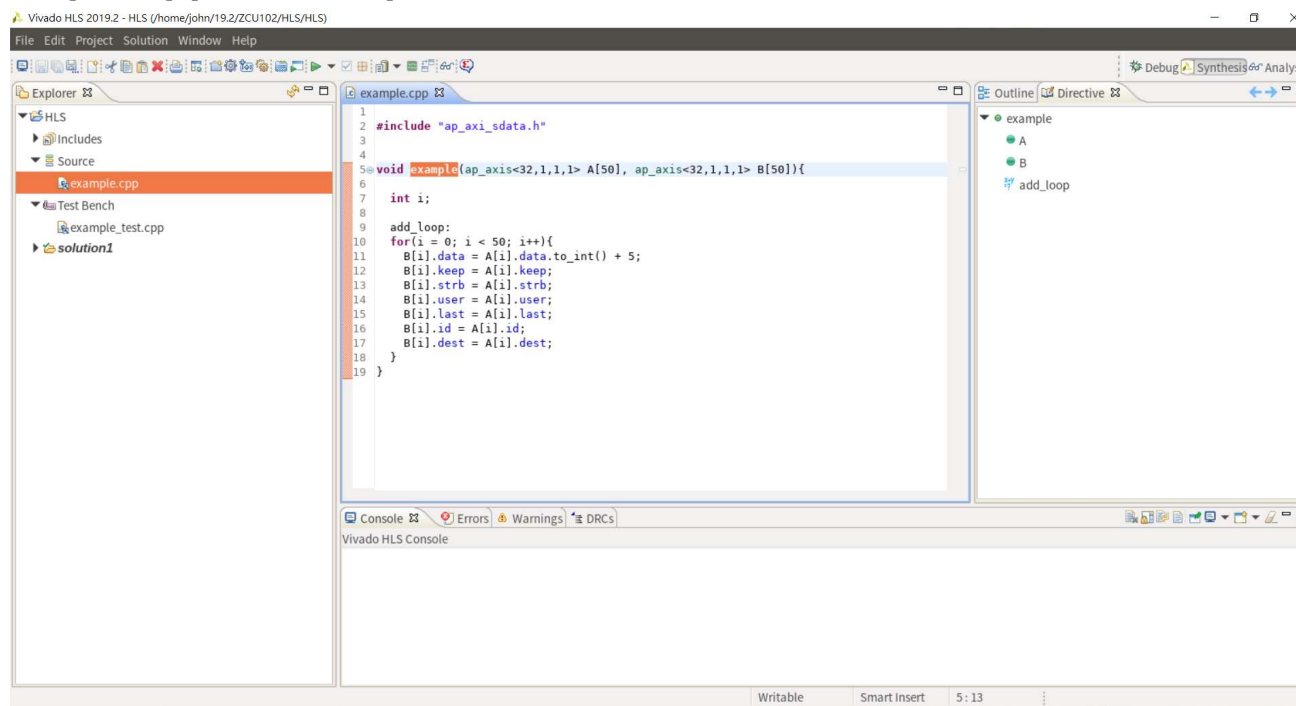 Vivado HLS 2019.2 - HLS (/home/john/19.2/ZCU102/HLS/HLS)
File Edit Project Solution Window Help
Debug Synthesis Analy
Explorer
HLS
Includes
Source
example.cpp
Test Bench
example_test.cpp
solution1
example.cpp
1
2 #include "ap_axi_sdata.h"
3
4
5 void example(ap_axis<32,1,1,1> A[50], ap_axis<32,1,1,1> B[50]){
6
7 int i;
8
9 add_loop:
10 for(i = 0; i < 50; i++){
11 B[i].data = A[i].data.to_int() + 5;
12 B[i].keep = A[i].keep;
13 B[i].strb = A[i].strb;
14 B[i].user = A[i].user;
15 B[i].last = A[i].last;
16 B[i].id = A[i].id;
17 B[i].dest = A[i].dest;
18 }
19 }
Outline Directive
example
A
B
add_loop
Console Errors Warnings DRCs
Vivado HLS Console
Writable Smart Insert 5 : 13